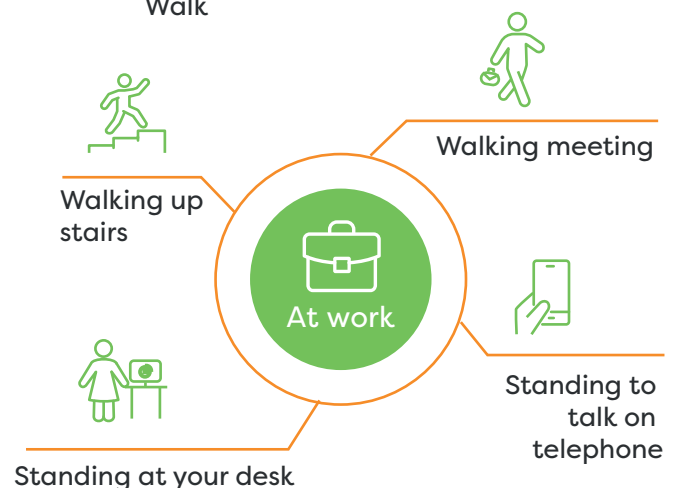 Walk
Walking meeting
Walking up
stairs
At work
Standing to
talk on
telephone
Standing at your desk